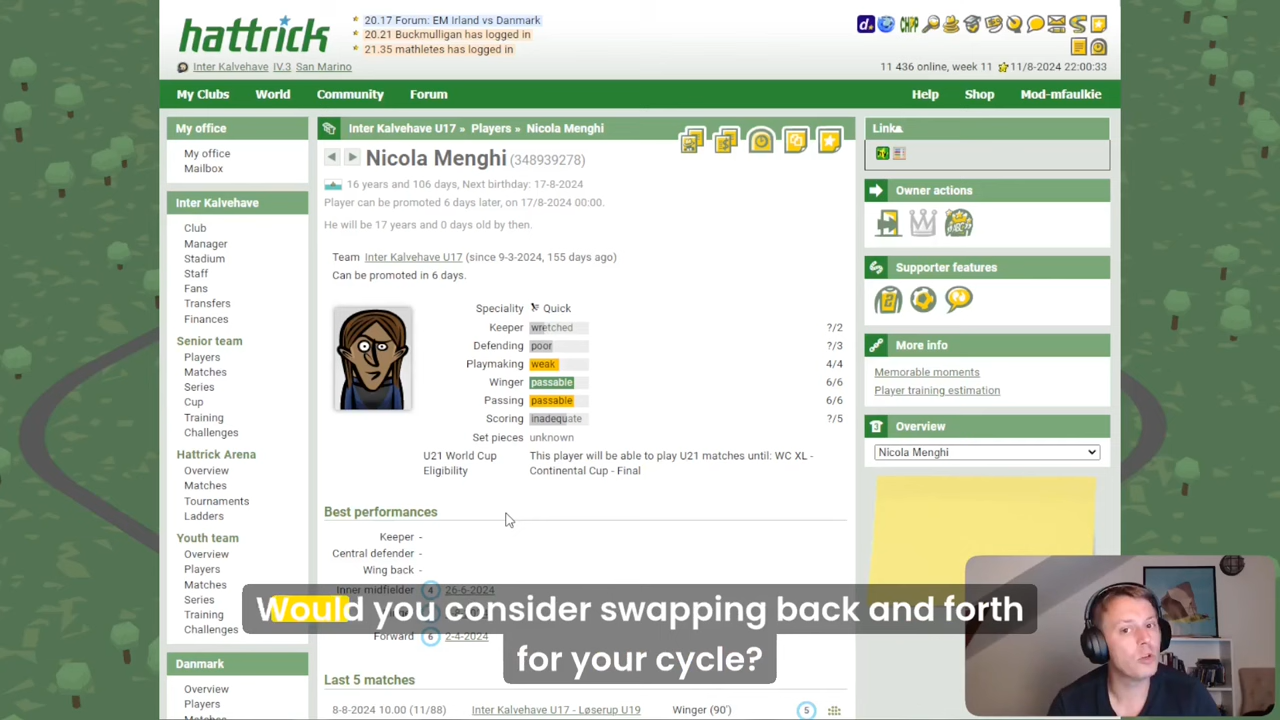 hattrick
20.17 Forum: EM Irland vs Danmark
20.21 Buckmulligan has logged in
21.35 mathletes has logged in
Inter Kalvehave IV.3 San Marino
11 436 online, week 11 11/8-2024 22:00:33
My Clubs World Community Forum
Help Shop Mod-mfaulkie
My office
My office
Mailbox
Inter Kalvehave
Club
Manager
Stadium
Staff
Fans
Transfers
Finances
Senior team
Players
Matches
Series
Cup
Training
Challenges
Hattrick Arena
Overview
Matches
Tournaments
Ladders
Youth team
Overview
Players
Matches
Series
Training
Challenges
Danmark
Overview
Players
Inter Kalvehave U17 » Players » Nicola Menghi
Nicola Menghi (348939278)
16 years and 106 days, Next birthday: 17-8-2024
Player can be promoted 6 days later, on 17/8-2024 00:00.
He will be 17 years and 0 days old by then.
Team Inter Kalvehave U17 (since 9-3-2024, 155 days ago)
Can be promoted in 6 days.
Speciality Quick
Keeper wretched ?/2
Defending poor ?/3
Playmaking weak 4/4
Winger passable 6/6
Passing passable 6/6
Scoring inadequate ?/5
Set pieces unknown
U21 World Cup Eligibility
This player will be able to play U21 matches until: WC XL -
Continental Cup - Final
Best performances
Keeper -
Central defender -
Wing back -
Inner midfielder 4 26-6-2024
Forward 6 2-4-2024
Last 5 matches
8-8-2024 10.00 (11/88) Inter Kalvehave U17 - Løserup U19 Winger (90') 5
Links
Owner actions
Supporter features
More info
Memorable moments
Player training estimation
Overview
Nicola Menghi
Would you consider swapping back and forth
for your cycle?